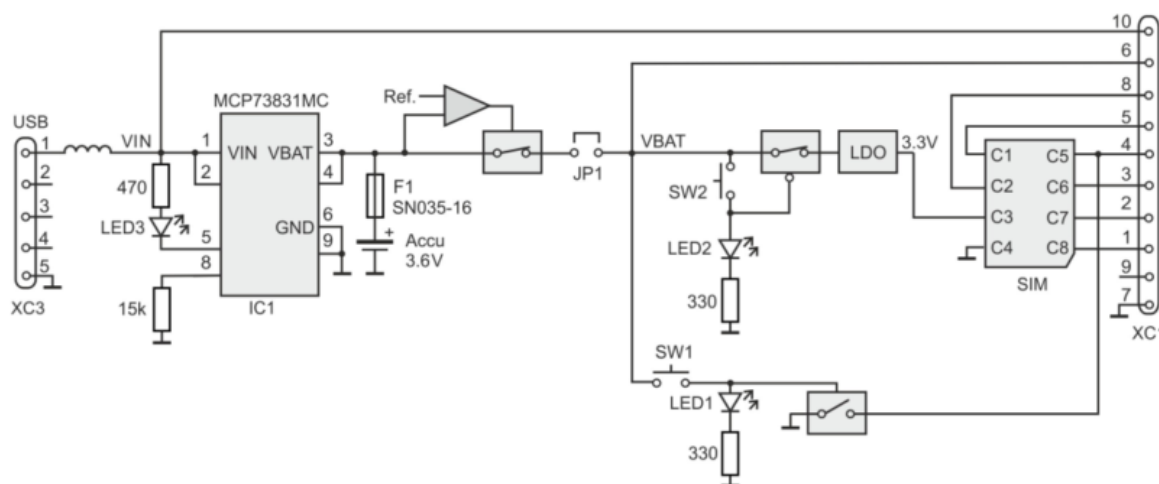 10
6
8
5
4
3
2
1
9
7
XC1
USB
1
2
3
4
5
XC3
VIN
470
LED3
15k
MCP73831MC
1
2
5
8
VIN
VBAT
GND
3
4
6
9
IC1
F1
SN035-16
+
Accu
3.6V
Ref.
JP1
VBAT
SW2
LED2
330
LDO
3.3V
C1
C2
C3
C4
C5
C6
C7
C8
SIM
SW1
LED1
330